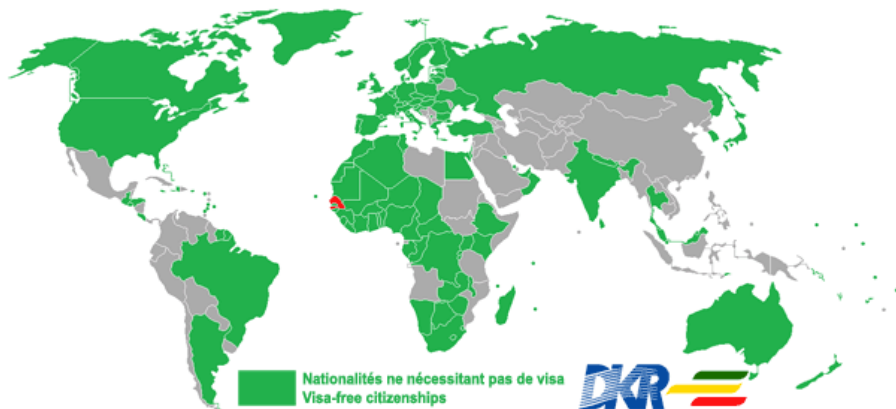 Nationalités ne nécessitant pas de visa
Visa-free citizenships
DKR